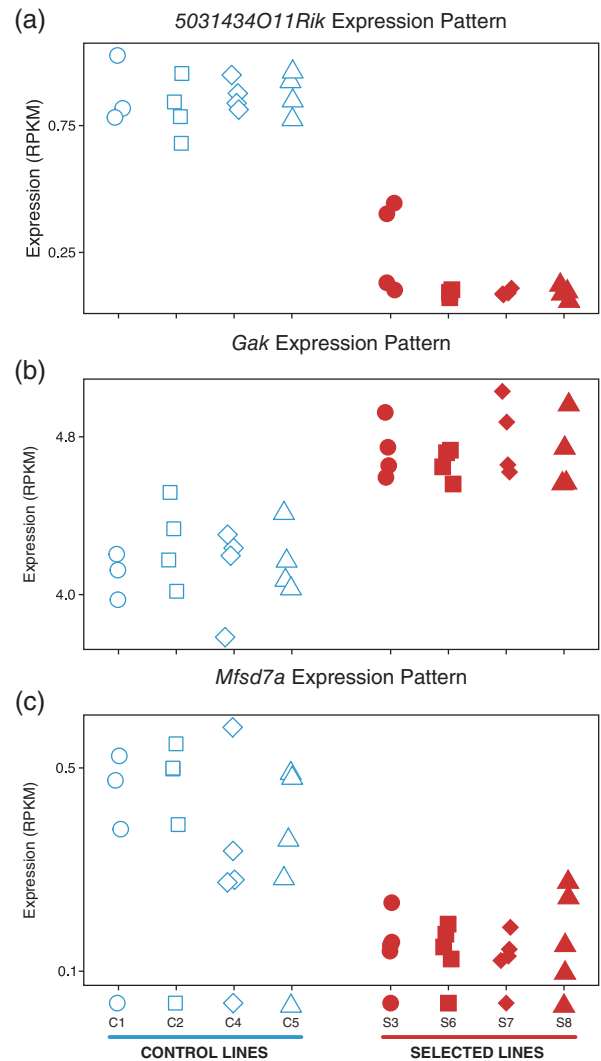 (a)
5031434O11Rik Expression Pattern
Expression (RPKM)
0.75
0.25
Gak Expression Pattern
(b)
Expression (RPKM)
4.8
4.0
Mfsd7a Expression Pattern
(c)
Expression (RPKM)
0.5
0.1
C1 C2 C4 C5 S3 S6 S7 S8
CONTROL LINES SELECTED LINES